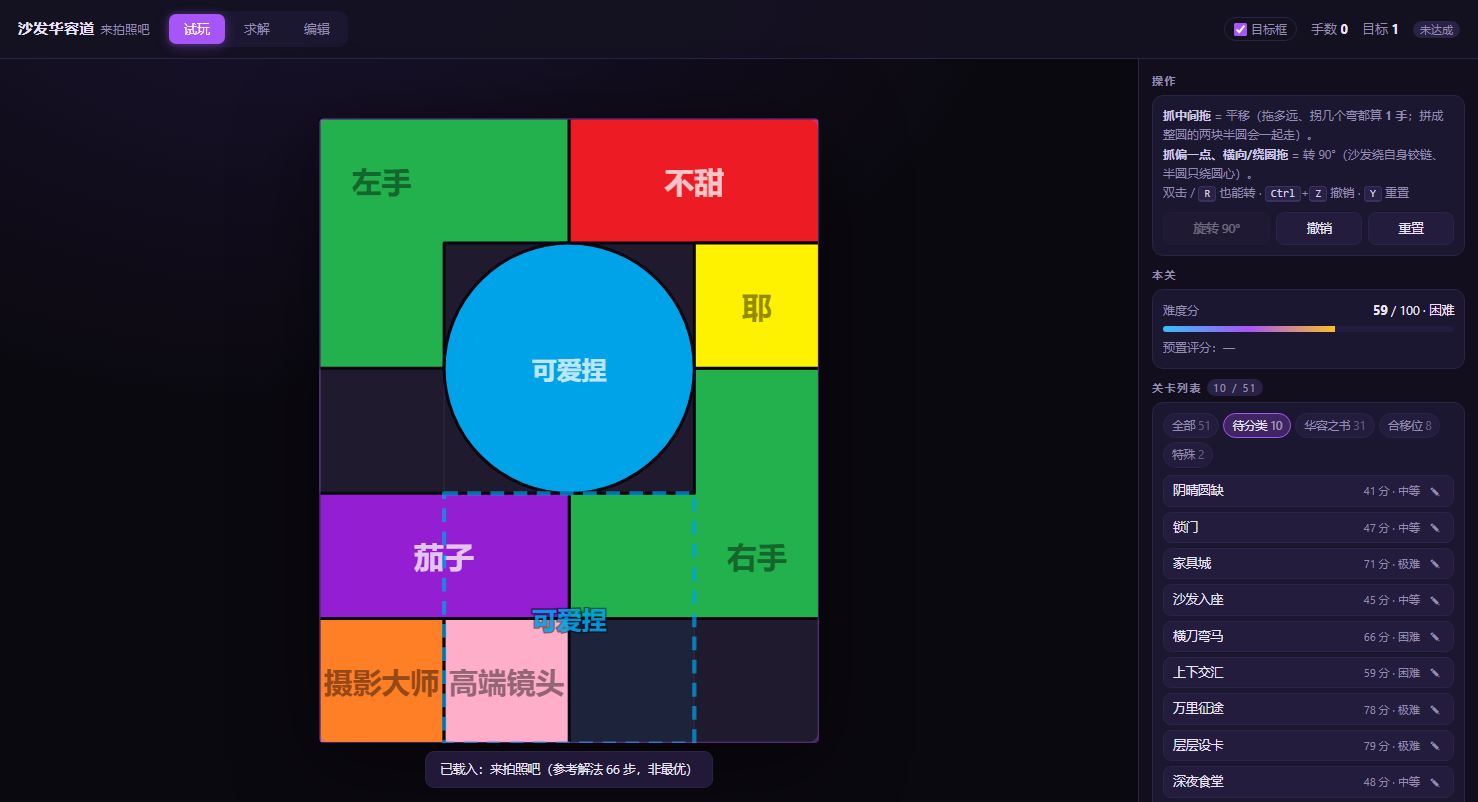 沙发华容道 来拍照吧 试玩 求解 编辑 目标框 手数 0 目标 1 未达成
左手
不甜
耶
可爱捏
茄子
右手
可爱捏
摄影大师
高端镜头
已载入：来拍照吧（参考解法 66 步，非最优）
操作
抓中间拖 = 平移（拖多远、拐几个弯都算 1 手；拼成
整圆的两块半圆会一起走）。
抓偏一点、横向/绕圈拖 = 转 90°（沙发绕自身铰链、
半圆只绕圆心）。
双击 / R 也能转 · Ctrl + Z 撤销 · Y 重置
旋转 90° 撤销 重置
本关
难度分 59 / 100 · 困难
预置评分：—
关卡列表 10 / 51
全部 51 待分类 10 华容之书 31 合移位 8
特殊 2
阴晴圆缺 41 分 · 中等
锁门 47 分 · 中等
家具城 71 分 · 极难
沙发入座 45 分 · 中等
横刀弯马 66 分 · 困难
上下交汇 59 分 · 困难
万里征途 78 分 · 极难
层层设卡 79 分 · 极难
深夜食堂 48 分 · 中等